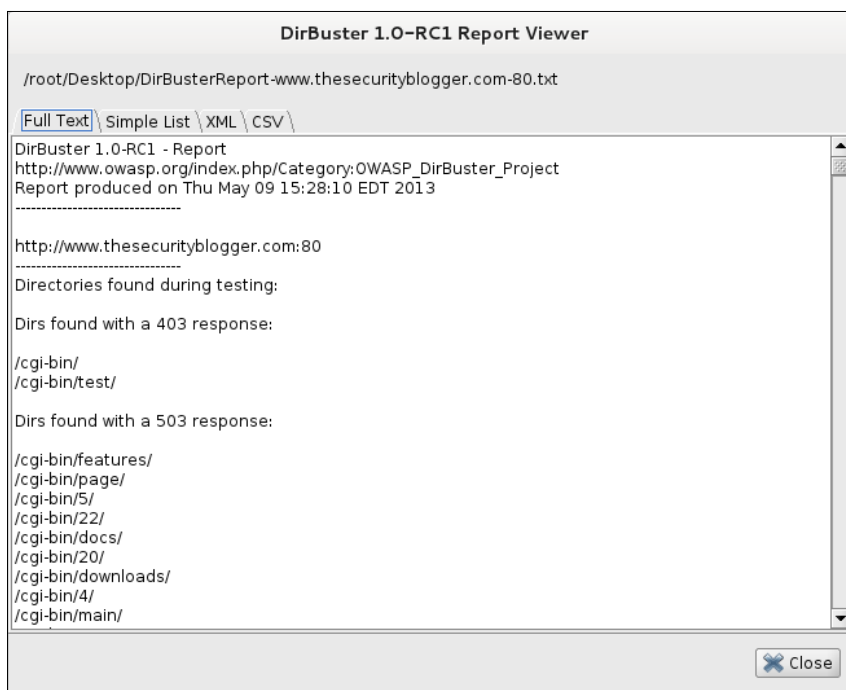 DirBuster 1.0-RC1 Report Viewer
/root/Desktop/DirBusterReport-www.thesecurityblogger.com-80.txt
Full Text \ Simple List \ XML \ CSV \
DirBuster 1.0-RC1 - Report
http://www.owasp.org/index.php/Category:OWASP_DirBuster_Project
Report produced on Thu May 09 15:28:10 EDT 2013
--------------------------------
http://www.thesecurityblogger.com:80
--------------------------------
Directories found during testing:
Dirs found with a 403 response:
/cgi-bin/
/cgi-bin/test/
Dirs found with a 503 response:
/cgi-bin/features/
/cgi-bin/page/
/cgi-bin/5/
/cgi-bin/22/
/cgi-bin/docs/
/cgi-bin/20/
/cgi-bin/downloads/
/cgi-bin/4/
/cgi-bin/main/
Close